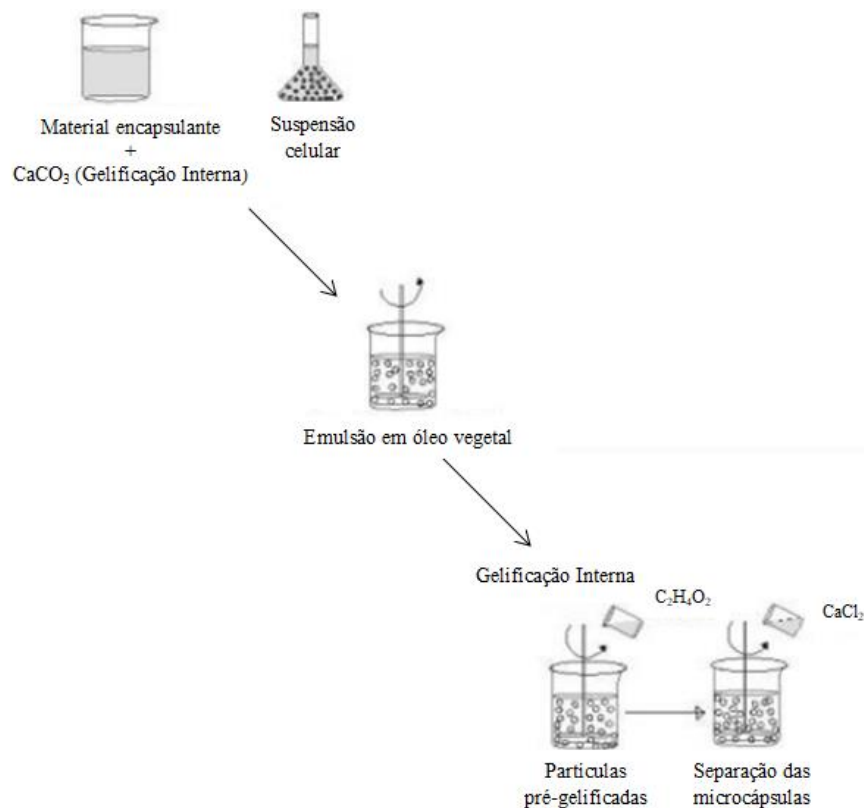 Material encapsulante
+
CaCO₃ (Gelificação Interna)
Suspensão
celular
Emulsão em óleo vegetal
Gelificação Interna
C₂H₄O₂
CaCl₂
Partículas
pré-gelificadas
Separação das
microcápsulas